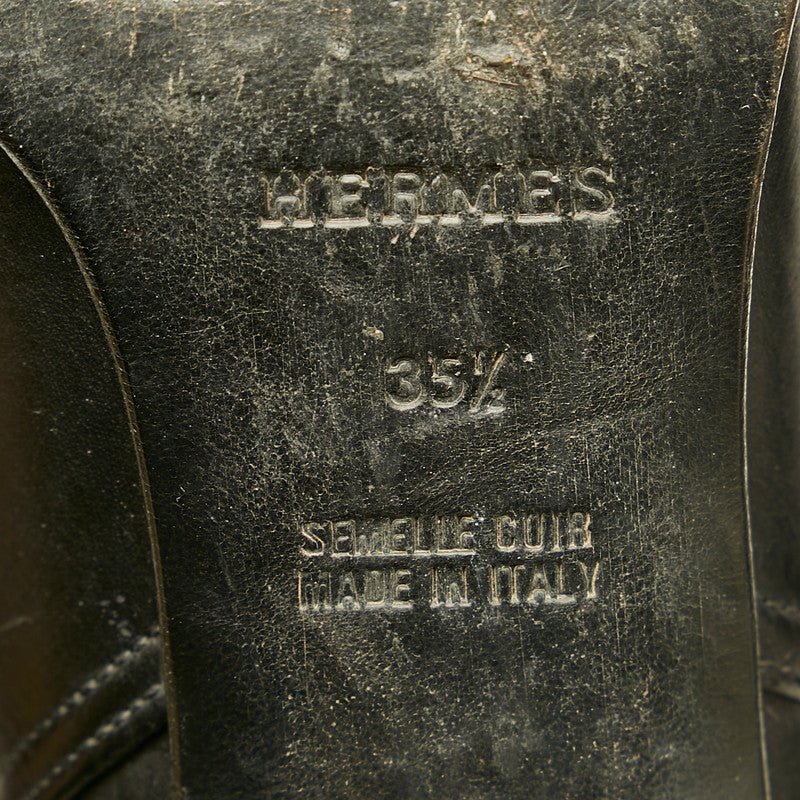 HERMES
35½
SEMELLE CUIR
MADE IN ITALY